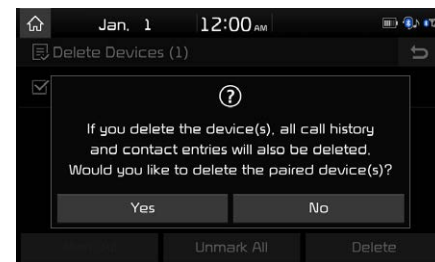 Jan. 1 12:00 AM
Delete Devices (1)
?
If you delete the device(s), all call history
and contact entries will also be deleted.
Would you like to delete the paired device(s)?
Yes No
Unmark All Delete